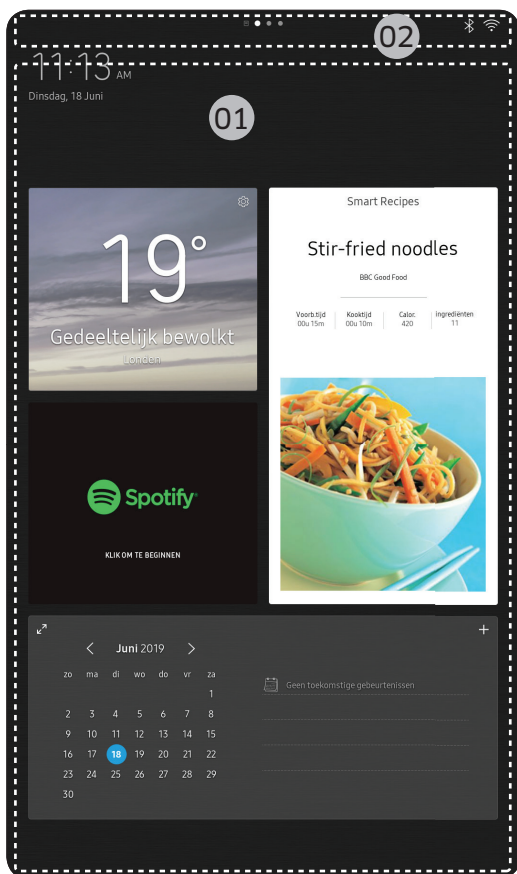 02
11:13 AM
Dinsdag, 18 Juni
01
19°
Gedeeltelijk bewolkt
Londen
Smart Recipes
Stir-fried noodles
BBC Good Food
Voorb.tijd Kooktijd Calor. ingrediënten
00u 15m 00u 10m 420 11
Spotify
KLIK OM TE BEGINNEN
Juni 2019
zo ma di wo do vr za
1
2 3 4 5 6 7 8
9 10 11 12 13 14 15
16 17 18 19 20 21 22
23 24 25 26 27 28 29
30
Geen toekomstige gebeurtenissen